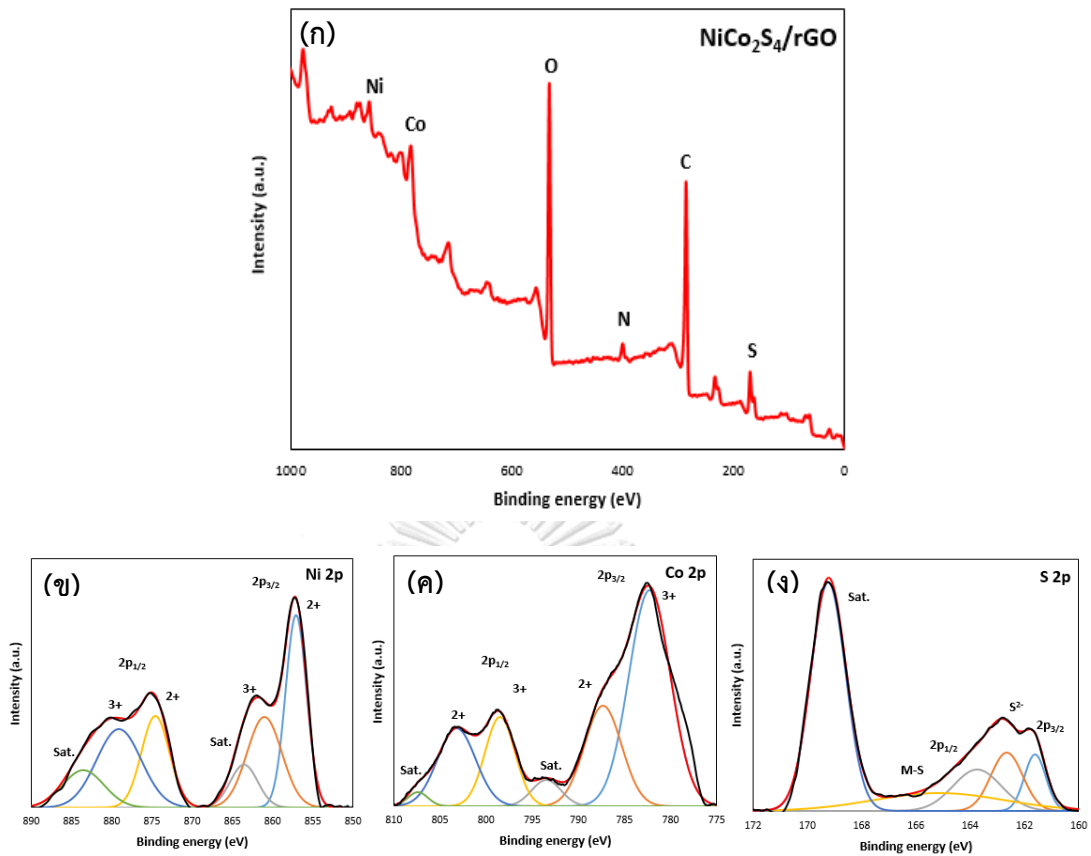 (ก)
NiCo₂S₄/rGO
O
Ni
Co
C
N
S
Intensity (a.u.)
1000 800 600 400 200 0
Binding energy (eV)
(ข)
Ni 2p
2p₃/₂
2+
2p₁/₂
3+
2+
3+
Sat.
Sat.
Intensity (a.u.)
890 885 880 875 870 865 860 855 850
Binding energy (eV)
(ค)
Co 2p
2p₃/₂
3+
2p₁/₂
3+
2+
2+
Sat.
Sat.
Intensity (a.u.)
810 805 800 795 790 785 780 775
Binding energy (eV)
(ง)
S 2p
Sat.
S²⁻
2p₃/₂
2p₁/₂
M-S
Intensity (a.u.)
172 170 168 166 164 162 160
Binding energy (eV)